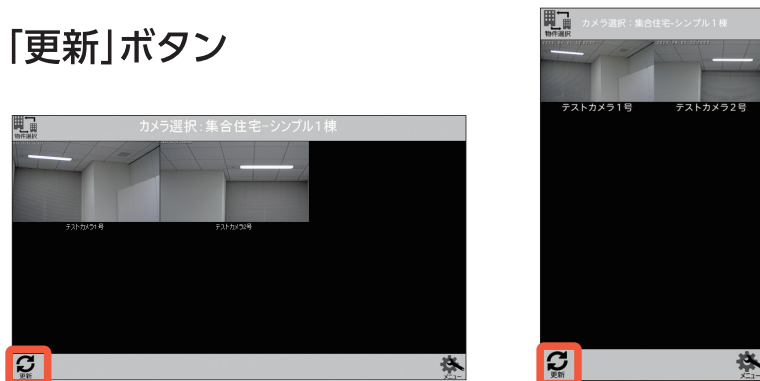 「更新」ボタン
物件選択
カメラ選択：集合住宅-シンプル1棟
テストカメラ1号
テストカメラ2号
更新
メニュー
物件選択
カメラ選択：集合住宅-シンプル1棟
テストカメラ1号
テストカメラ2号
更新
メニュー